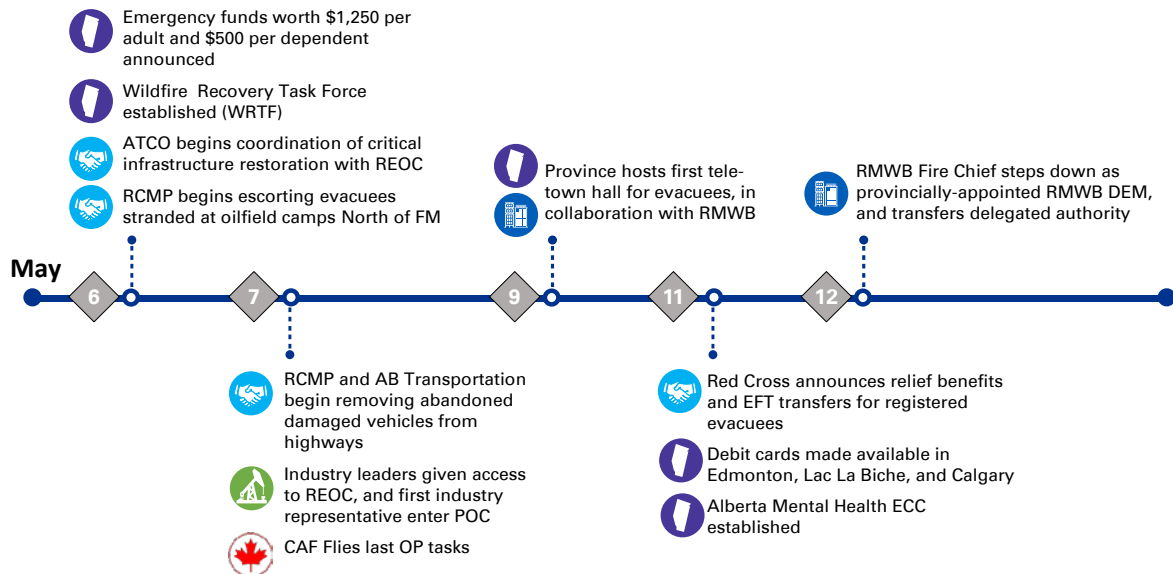 Emergency funds worth $1,250 per
adult and $500 per dependent
announced
Wildfire  Recovery Task Force
established (WRTF)
ATCO begins coordination of critical
infrastructure restoration with REOC
RCMP begins escorting evacuees
stranded at oilfield camps North of FM
Province hosts first tele-
town hall for evacuees, in
collaboration with RMWB
RMWB Fire Chief steps down as
provincially-appointed RMWB DEM,
and transfers delegated authority
May
6
7
9
11
12
RCMP and AB Transportation
begin removing abandoned
damaged vehicles from
highways
Industry leaders given access
to REOC, and first industry
representative enter POC
CAF Flies last OP tasks
Red Cross announces relief benefits
and EFT transfers for registered
evacuees
Debit cards made available in
Edmonton, Lac La Biche, and Calgary
Alberta Mental Health ECC
established